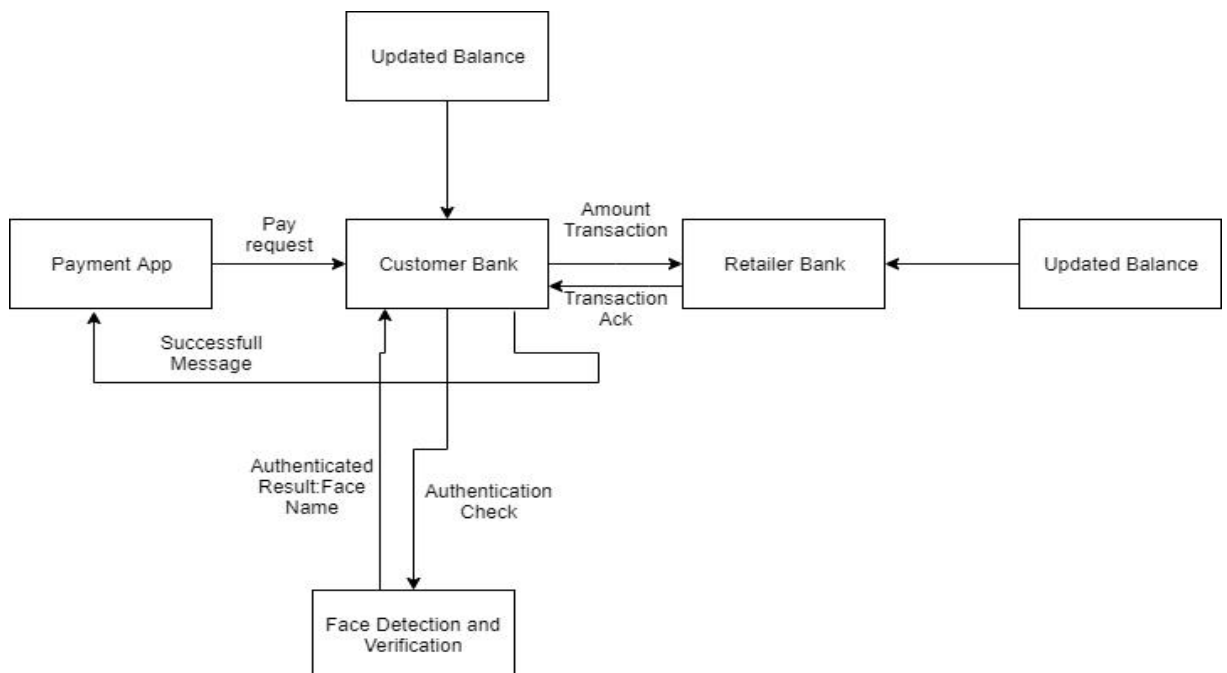 Updated Balance
Pay
request
Amount
Transaction
Payment App
Customer Bank
Retailer Bank
Updated Balance
Transaction
Ack
Successfull
Message
Authenticated
Result:Face
Name
Authentication
Check
Face Detection and
Verification